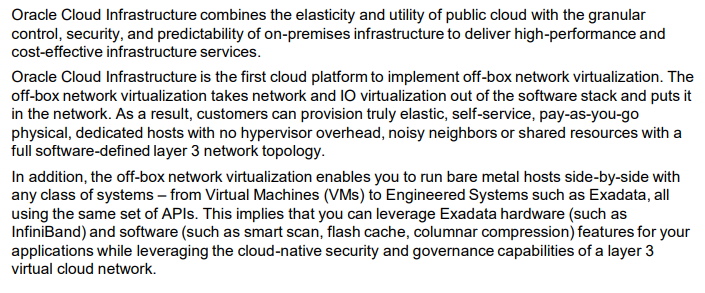 Oracle Cloud Infrastructure combines the elasticity and utility of public cloud with the granular
control, security, and predictability of on-premises infrastructure to deliver high-performance and
cost-effective infrastructure services.
Oracle Cloud Infrastructure is the first cloud platform to implement off-box network virtualization. The
off-box network virtualization takes network and IO virtualization out of the software stack and puts it
in the network. As a result, customers can provision truly elastic, self-service, pay-as-you-go
physical, dedicated hosts with no hypervisor overhead, noisy neighbors or shared resources with a
full software-defined layer 3 network topology.
In addition, the off-box network virtualization enables you to run bare metal hosts side-by-side with
any class of systems – from Virtual Machines (VMs) to Engineered Systems such as Exadata, all
using the same set of APIs. This implies that you can leverage Exadata hardware (such as
InfiniBand) and software (such as smart scan, flash cache, columnar compression) features for your
applications while leveraging the cloud-native security and governance capabilities of a layer 3
virtual cloud network.